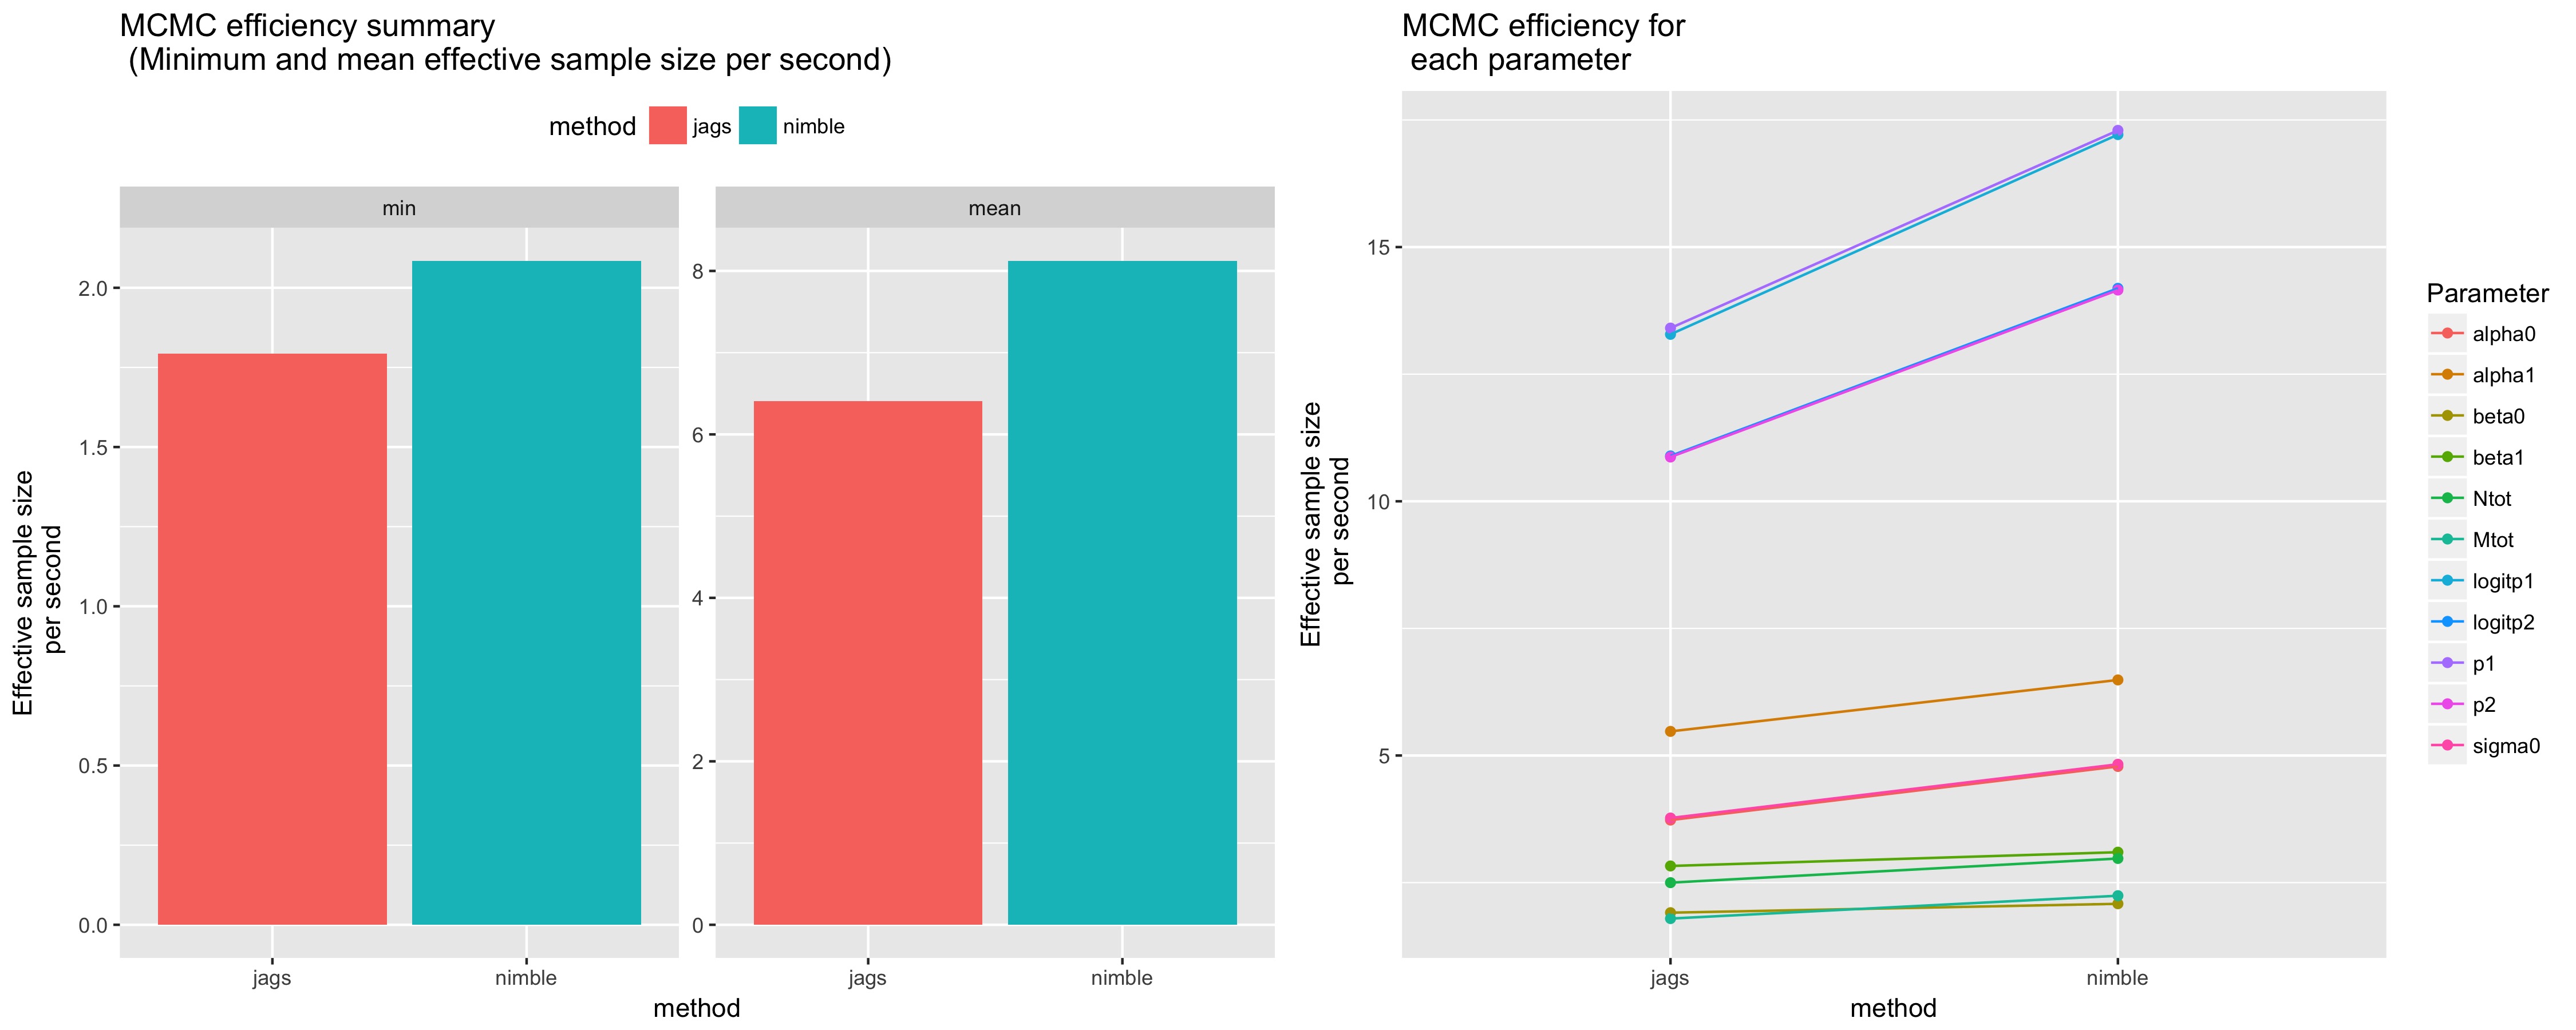 MCMC efficiency summary
(Minimum and mean effective sample size per second)
method jags nimble
min
mean
Effective sample size
per second
2.0
1.5
1.0
0.5
0.0
8
6
4
2
0
jags nimble
jags nimble
method
MCMC efficiency for
each parameter
Effective sample size
per second
15
10
5
jags nimble
method
Parameter
alpha0
alpha1
beta0
beta1
Ntot
Mtot
logitp1
logitp2
p1
p2
sigma0